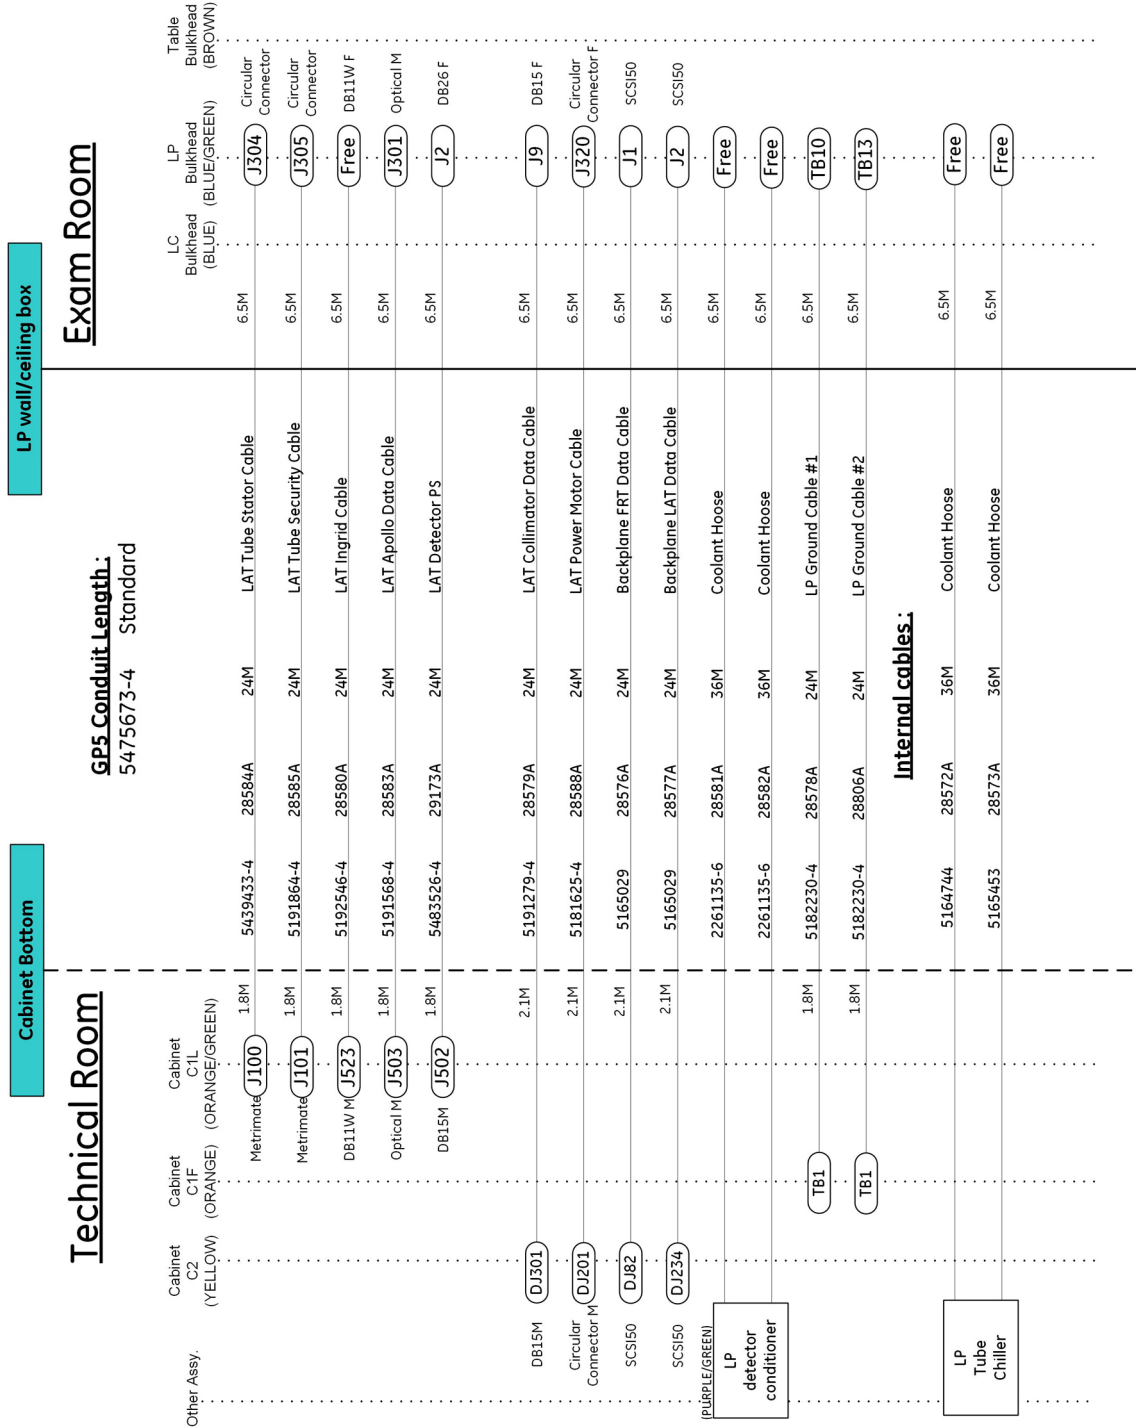 Cabinet Bottom
LP wall/ceiling box
Technical Room
GP5 Conduit Length :
5475673-4 Standard
Exam Room
Other Assy.
Cabinet
C2
(YELLOW)
Cabinet
C1F
(ORANGE)
Cabinet
C1L
(ORANGE/GREEN)
LC
Bulkhead
(BLUE)
LP
Bulkhead
(BLUE/GREEN)
Table
Bulkhead
(BROWN)
Metrimate J100 1.8M 5439433-4 28584A 24M LAT Tube Stator Cable 6.5M J304 Circular
Connector
Metrimate J101 1.8M 5191864-4 28585A 24M LAT Tube Security Cable 6.5M J305 Circular
Connector
DB11W M J523 1.8M 5192546-4 28580A 24M LAT Ingrid Cable 6.5M Free DB11W F
Optical M J503 1.8M 5191568-4 28583A 24M LAT Apollo Data Cable 6.5M J301 Optical M
DB15M J502 1.8M 5483526-4 29173A 24M LAT Detector PS 6.5M J2 DB26 F
DB15M DJ301 2.1M 5191279-4 28579A 24M LAT Collimator Data Cable 6.5M J9 DB15 F
Circular
Connector M DJ201 2.1M 5181625-4 28588A 24M LAT Power Motor Cable 6.5M J320 Circular
Connector F
SCSI50 DJ82 2.1M 5165029 28576A 24M Backplane FRT Data Cable 6.5M J1 SCSI50
SCSI50 DJ234 2.1M 5165029 28577A 24M Backplane LAT Data Cable 6.5M J2 SCSI50
(PURPLE/GREEN)
LP
detector
conditioner
2261135-6 28581A 36M Coolant Hoose 6.5M Free
2261135-6 28582A 36M Coolant Hoose 6.5M Free
TB1 1.8M 5182230-4 28578A 24M LP Ground Cable #1 6.5M TB10
TB1 1.8M 5182230-4 28806A 24M LP Ground Cable #2 6.5M TB13
Internal cables :
LP
Tube
Chiller
5164744 28572A 36M Coolant Hoose 6.5M Free
5165453 28573A 36M Coolant Hoose 6.5M Free